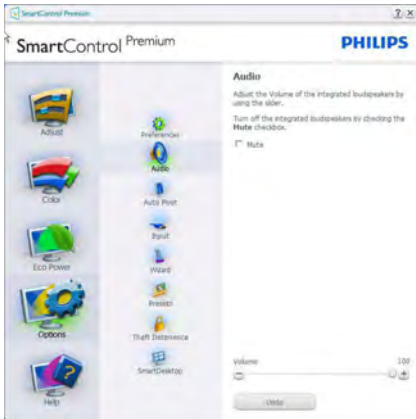 SmartControl Premium
? ×
SmartControl Premium
PHILIPS
Adjust
Color
Eco Power
Options
Help
Preferences
Audio
Auto Pivot
Input
Wizard
Presets
Theft Deterrence
SmartDesktop
Audio
Adjust the Volume of the integrated loudspeakers by
using the slider.
Turn off the integrated loudspeakers by checking the
Mute checkbox.
Mute
Volume 100
Undo